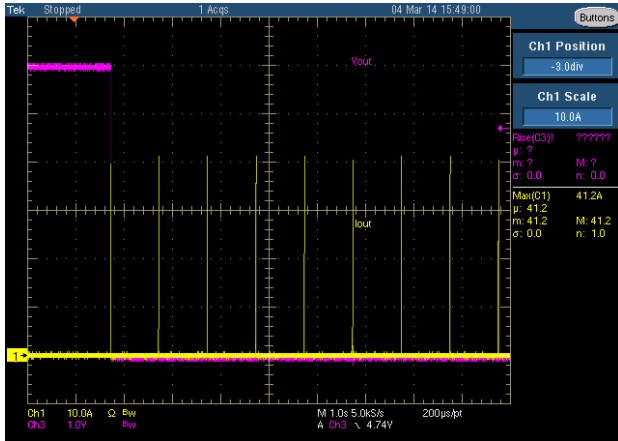 Tek Stopped 1 Acqs 04 Mar 14 15:49:00
Buttons
Ch1 Position
-3.0div
Ch1 Scale
10.0A
Vout
Rise(C3)! ??????
µ: ?
m: ? M: ?
σ: 0.0 n: 0.0
Max(C1) 41.2A
µ: 41.2
m: 41.2 M: 41.2
σ: 0.0 n: 1.0
Iout
1
Ch1 10.0A Ω Bw M 1.0s 5.0kS/s 200µs/pt
Ch3 1.0V Bw A Ch3 \ 4.74V